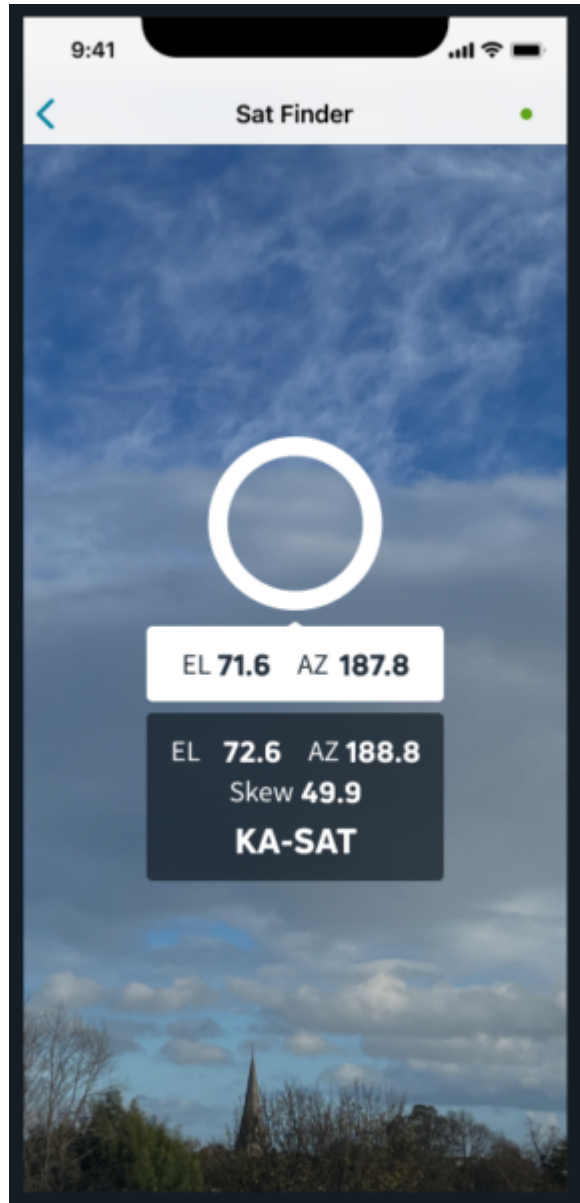 9:41
Sat Finder
EL 71.6 AZ 187.8
EL 72.6 AZ 188.8
Skew 49.9
KA-SAT